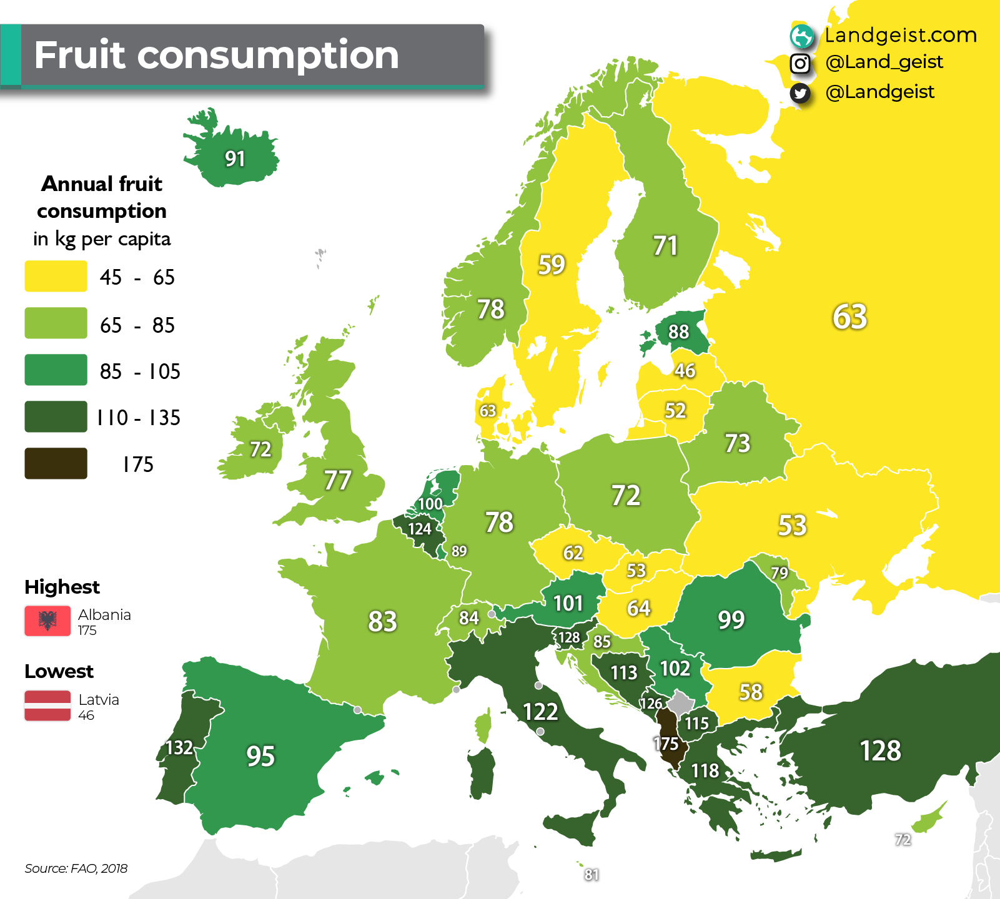 Fruit consumption
Landgeist.com
@Land_geist
@Landgeist
Annual fruit
consumption
in kg per capita
45 - 65
65 - 85
85 - 105
110 - 135
175
Highest
Albania
175
Lowest
Latvia
46
Source: FAO, 2018
91
71
59
78
63
88
46
63
52
73
72
77
100
72
78
124
53
89
62
53
79
101
64
84
83
99
128
85
113
102
58
126
122
115
175
132
95
128
118
72
81